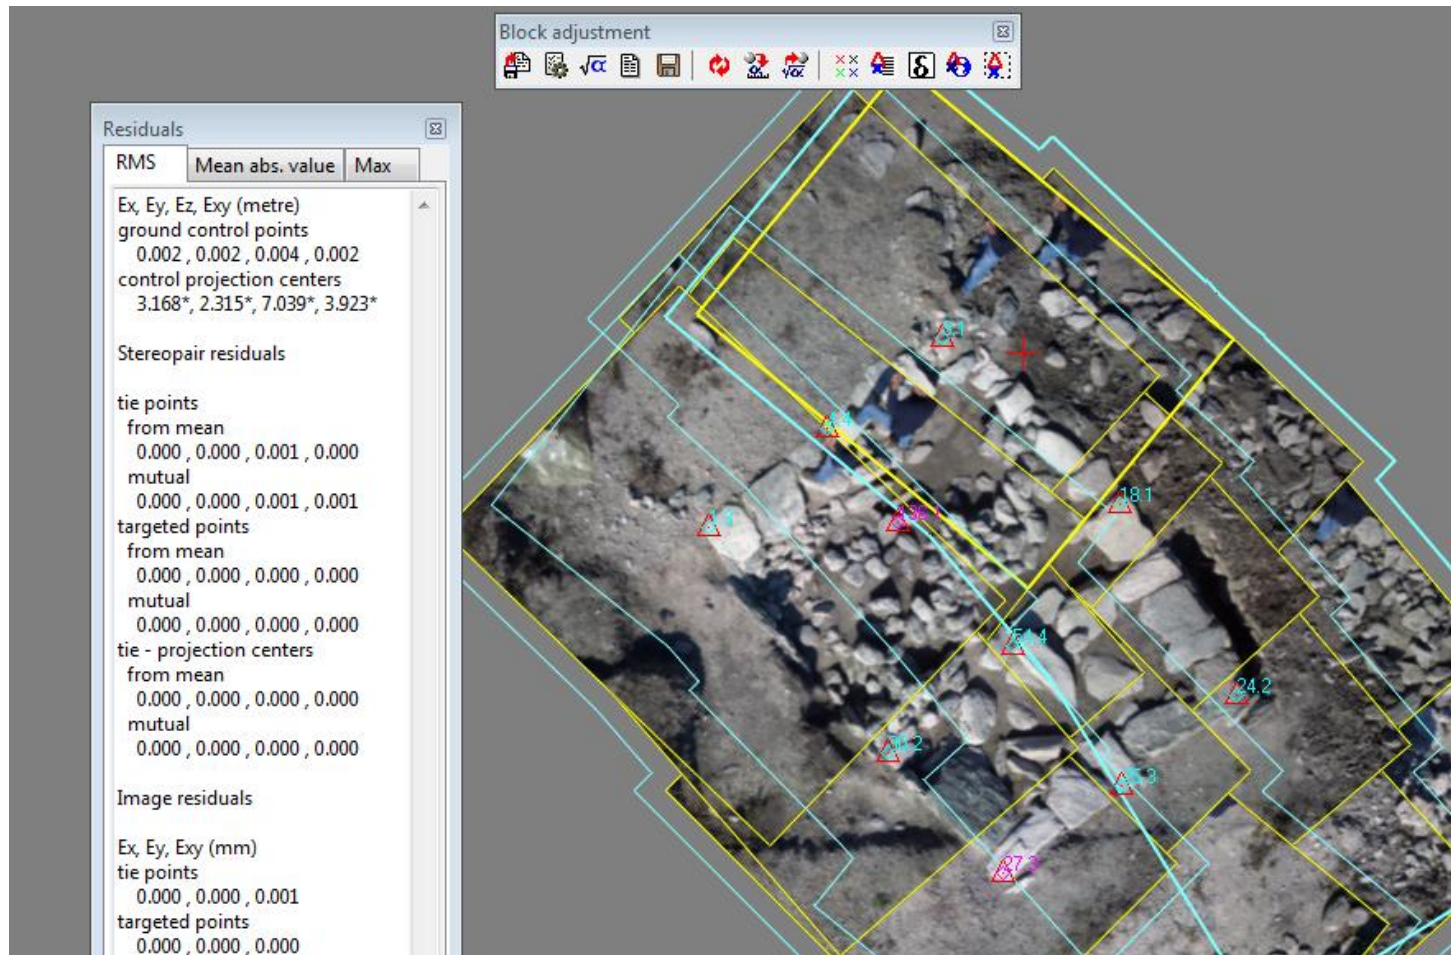 Block adjustment
Residuals
RMS
Mean abs. value
Max
Ex, Ey, Ez, Exy (metre)
ground control points
0.002 , 0.002 , 0.004 , 0.002
control projection centers
3.168*, 2.315*, 7.039*, 3.923*
Stereopair residuals
tie points
from mean
0.000 , 0.000 , 0.001 , 0.000
mutual
0.000 , 0.000 , 0.001 , 0.001
targeted points
from mean
0.000 , 0.000 , 0.000 , 0.000
mutual
0.000 , 0.000 , 0.000 , 0.000
tie - projection centers
from mean
0.000 , 0.000 , 0.000 , 0.000
mutual
0.000 , 0.000 , 0.000 , 0.000
Image residuals
Ex, Ey, Exy (mm)
tie points
0.000 , 0.000 , 0.001
targeted points
0.000 , 0.000 , 0.000
18.1
24.2
27.3